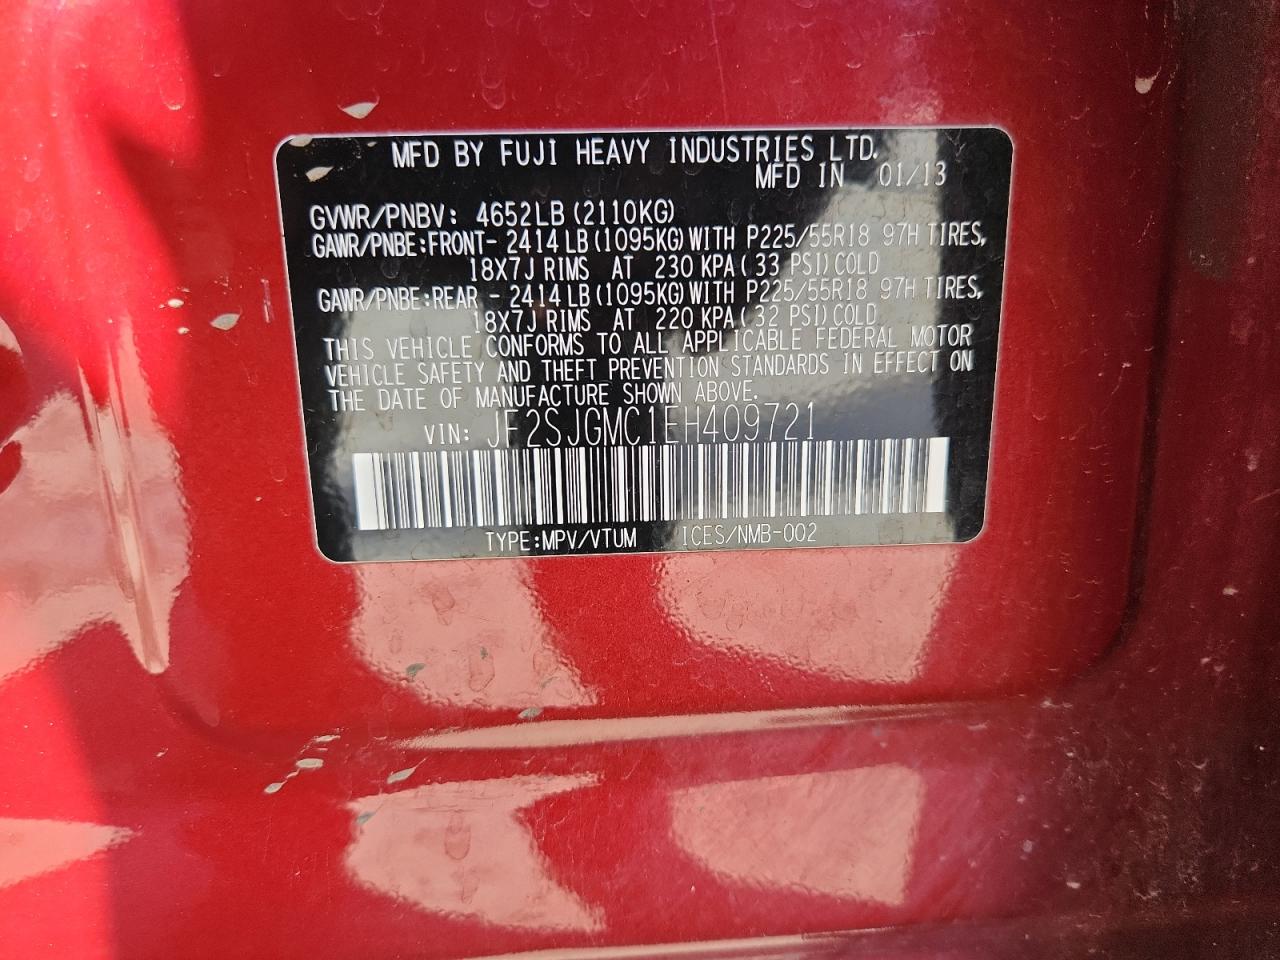 MFD BY FUJI HEAVY INDUSTRIES LTD.
MFD IN 01/13
GVWR/PNBV: 4652LB (2110KG)
GAWR/PNBE:FRONT- 2414 LB (1095KG) WITH P225/55R18 97H TIRES,
18X7J RIMS AT 230 KPA ( 33 PSI) COLD
GAWR/PNBE:REAR - 2414 LB (1095KG) WITH P225/55R18 97H TIRES,
18X7J RIMS AT 220 KPA ( 32 PSI) COLD
THIS VEHICLE CONFORMS TO ALL APPLICABLE FEDERAL MOTOR
VEHICLE SAFETY AND THEFT PREVENTION STANDARDS IN EFFECT ON
THE DATE OF MANUFACTURE SHOWN ABOVE.
VIN: JF2SJGMC1EH409721
TYPE:MPV/VTUM ICES/NMB-002